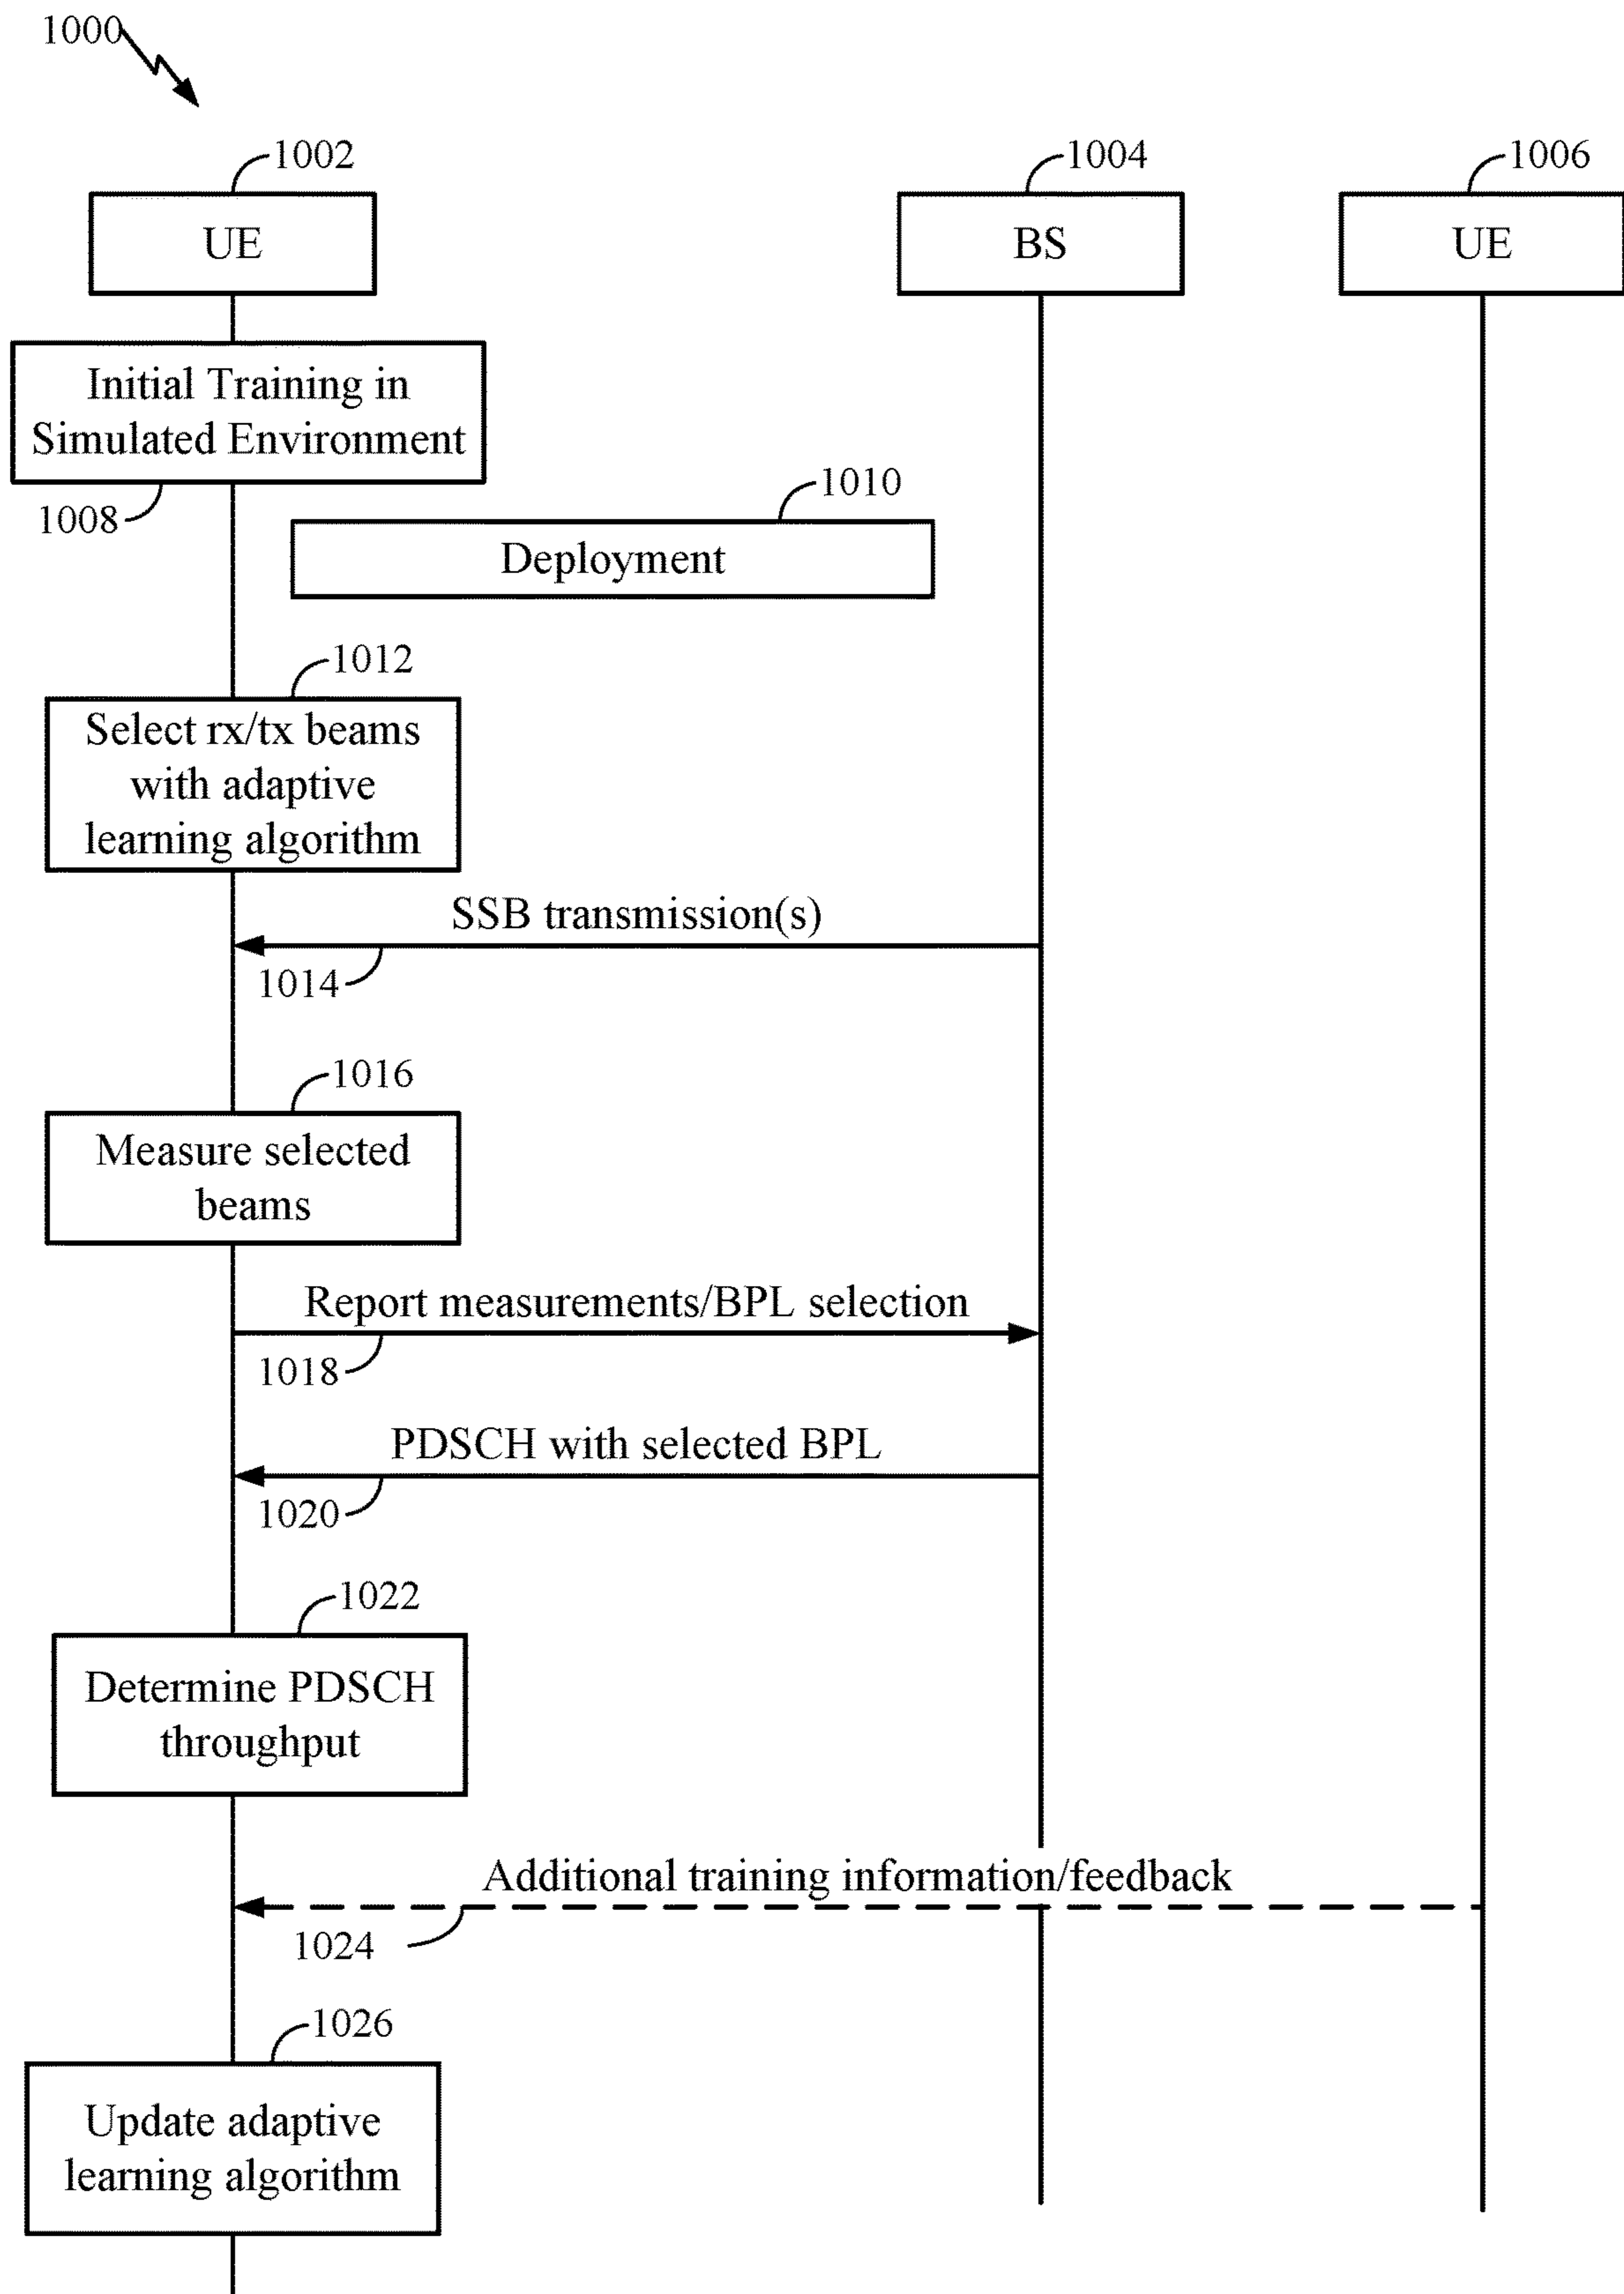 1000
1002
1004
1006
UE
BS
UE
Initial Training in
Simulated Environment
1008
1010
Deployment
1012
Select rx/tx beams
with adaptive
learning algorithm
SSB transmission(s)
1014
1016
Measure selected
beams
Report measurements/BPL selection
1018
PDSCH with selected BPL
1020
1022
Determine PDSCH
throughput
Additional training information/feedback
1024
1026
Update adaptive
learning algorithm